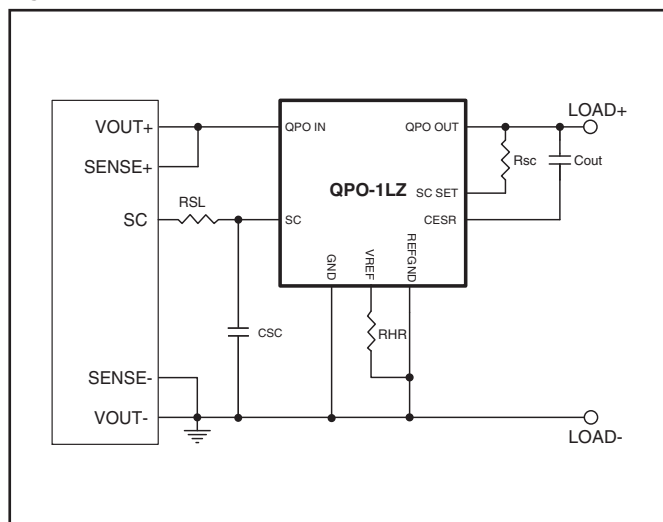 VOUT+
SENSE+
SC
SENSE-
VOUT-
RSL
CSC
QPO IN
QPO OUT
QPO-1LZ
SC SET
SC
CESR
GND
VREF
REFGND
RHR
Rsc
Cout
LOAD+
LOAD-